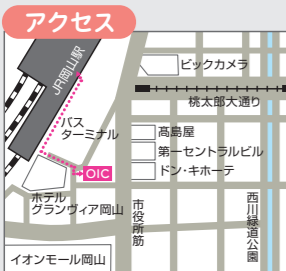 アクセス
JR岡山駅
ビックカメラ
桃太郎大通り
バス
ターミナル
髙島屋
第一セントラルビル
ドン・キホーテ
OIC
ホテル
グランヴィア岡山
市役所筋
西川緑道公園
イオンモール岡山